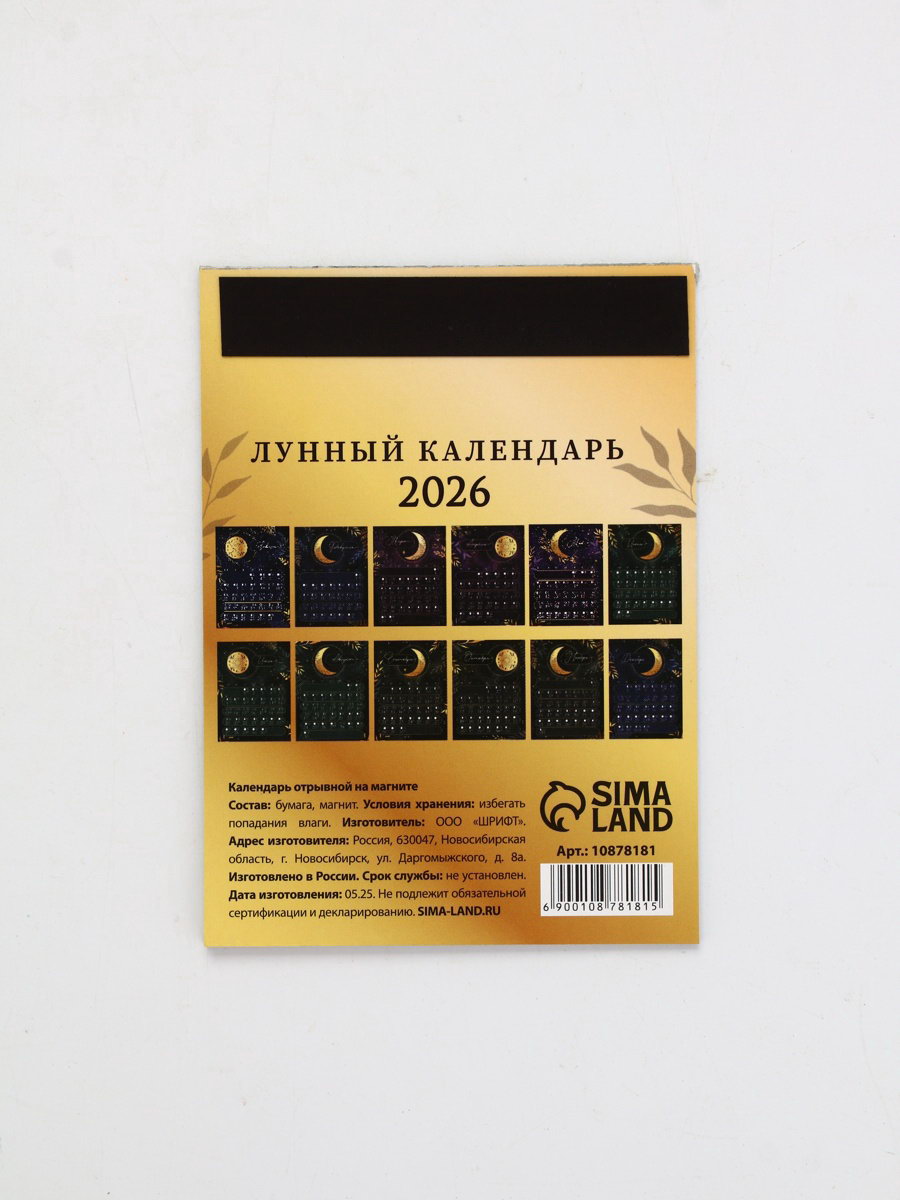 ЛУННЫЙ КАЛЕНДАРЬ
2026
Календарь отрывной на магните
Состав: бумага, магнит. Условия хранения: избегать
попадания влаги. Изготовитель: ООО «ШРИФТ».
Адрес изготовителя: Россия, 630047, Новосибирская
область, г. Новосибирск, ул. Даргомыжского, д. 8а.
Изготовлено в России. Срок службы: не установлен.
Дата изготовления: 05.25. Не подлежит обязательной
сертификации и декларированию. SIMA-LAND.RU
SIMA
LAND
Арт.: 10878181
6 900108 781815